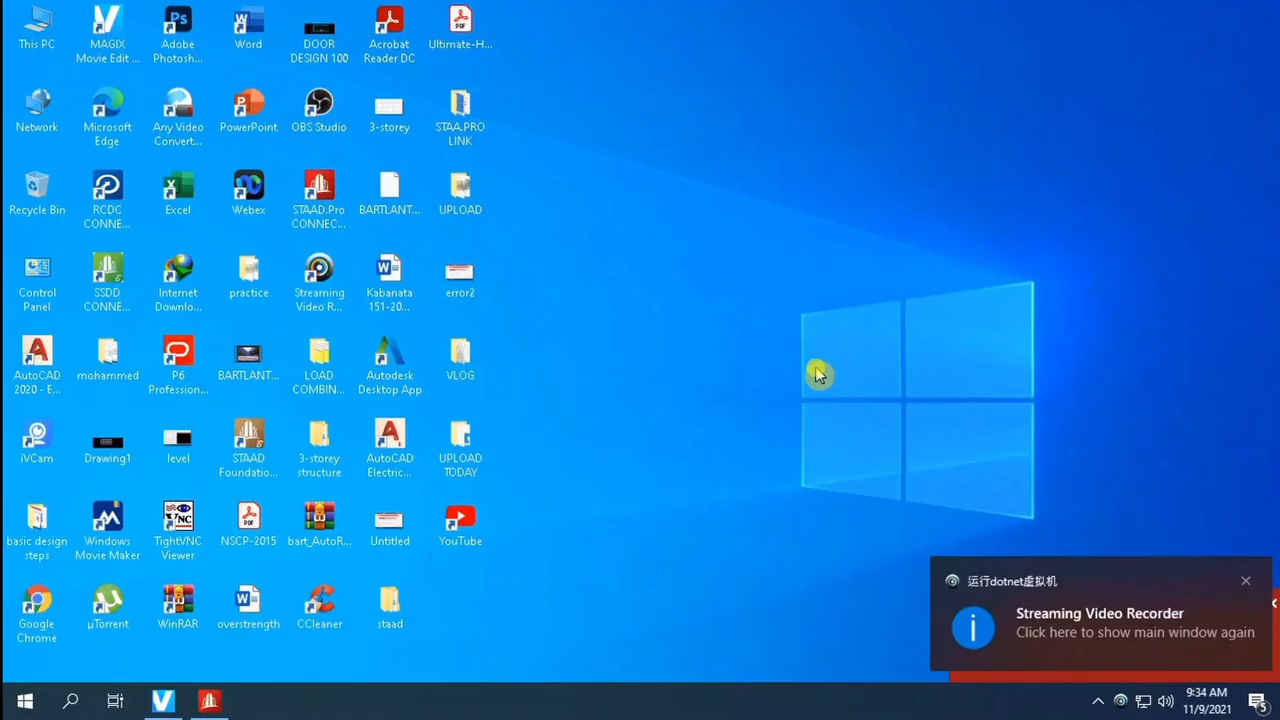 This PC
MAGIX
Movie Edit ...
Adobe
Photosh...
Word
DOOR
DESIGN 100
Acrobat
Reader DC
Ultimate-H...
Network
Microsoft
Edge
Any Video
Convert...
PowerPoint
OBS Studio
3-storey
STAA.PRO
LINK
Recycle Bin
RCDC
CONNE...
Excel
Webex
STAAD.Pro
CONNEC...
BARTLANT...
UPLOAD
Control
Panel
SSDD
CONNE...
Internet
Downlo...
practice
Streaming
Video R...
Kabanata
151-20...
error2
AutoCAD
2020 - E...
mohammed
P6
Profession...
BARTLANT...
LOAD
COMBIN...
Autodesk
Desktop App
VLOG
iVCam
Drawing1
level
STAAD
Foundatio...
3-storey
structure
AutoCAD
Electric...
UPLOAD
TODAY
basic design
steps
Windows
Movie Maker
TightVNC
Viewer
NSCP-2015
bart_AutoR...
Untitled
YouTube
Google
Chrome
µTorrent
WinRAR
overstrength
CCleaner
staad
运行dotnet虚拟机
Streaming Video Recorder
Click here to show main window again
9:34 AM
11/9/2021
5